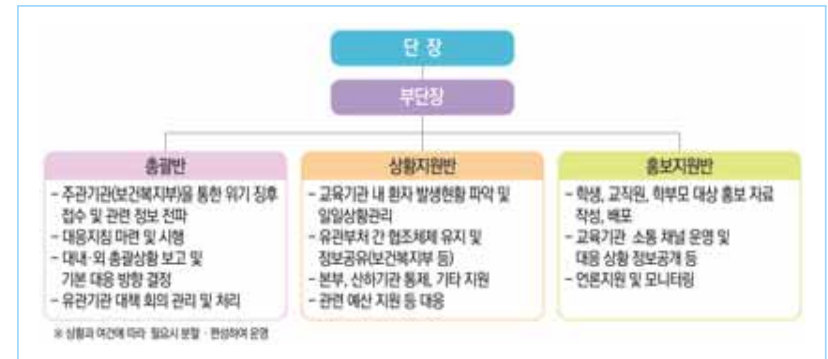 단 장
부단장
총괄반
- 주관기관(보건복지부)을 통한 위기 징후
접수 및 관련 정보 전파
- 대응지침 마련 및 시행
- 대내·외 총괄상황 보고 및
기본 대응 방향 결정
- 유관기관 대책 회의 관리 및 처리
상황지원반
- 교육기관 내 환자 발생현황 파악 및
일일상황관리
- 유관부처 간 협조체제 유지 및
정보공유(보건복지부 등)
- 본부, 산하기관 통제, 기타 지원
- 관련 예산 지원 등 대응
홍보지원반
- 학생, 교직원, 학부모 대상 홍보 자료
작성, 배포
- 교육기관 소통 채널 운영 및
대응 상황 정보공개 등
- 언론지원 및 모니터링
※ 상황과 여건에 따라 필요시 분할·편성하여 운영